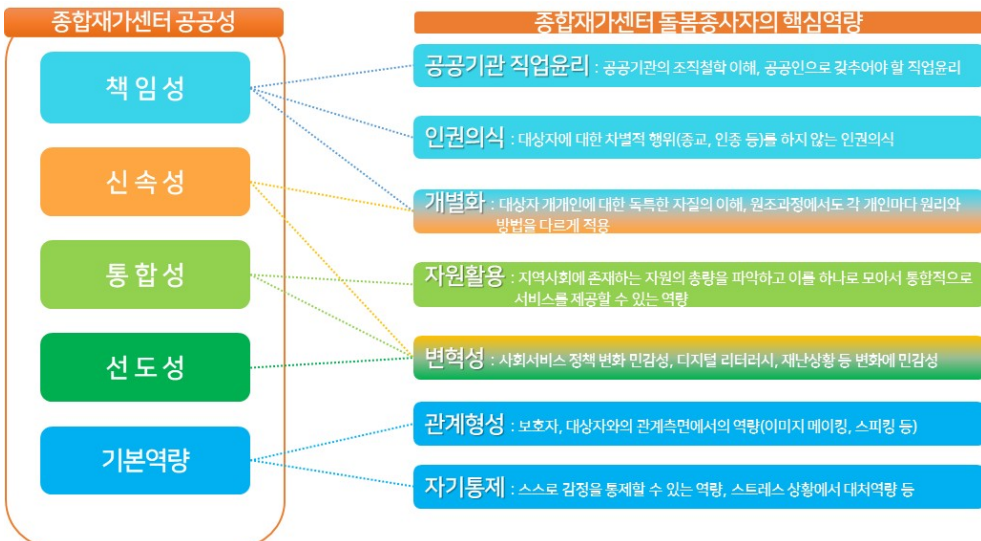 종합재가센터 공공성
종합재가센터 돌봄종사자의 핵심역량
책임성
신속성
통합성
선도성
기본역량
공공기관 직업윤리 : 공공기관의 조직철학 이해, 공공인으로 갖추어야 할 직업윤리
인권의식 : 대상자에 대한 차별적 행위(종교, 인종 등)를 하지 않는 인권의식
개별화 : 대상자 개개인에 대한 독특한 자질의 이해, 원조과정에서도 각 개인마다 원리와
방법을 다르게 적용
자원활용 : 지역사회에 존재하는 자원의 총량을 파악하고 이를 하나로 모아서 통합적으로
서비스를 제공할 수 있는 역량
변혁성 : 사회서비스 정책 변화 민감성, 디지털 리터러시, 재난상황 등 변화에 민감성
관계형성 : 보호자, 대상자와의 관계측면에서의 역량(이미지 메이킹, 스피킹 등)
자기통제 : 스스로 감정을 통제할 수 있는 역량, 스트레스 상황에서 대처역량 등